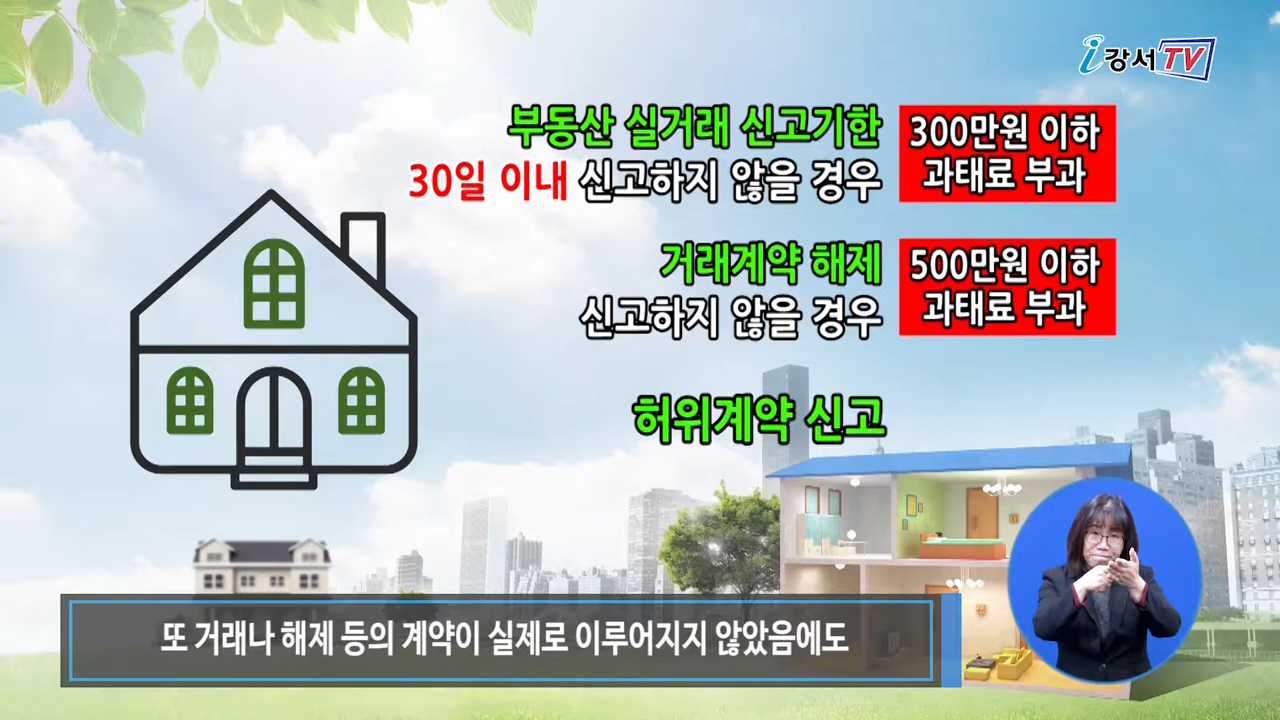 i강서TV
부동산 실거래 신고기한
30일 이내 신고하지 않을 경우
300만원 이하
과태료 부과
거래계약 해제
신고하지 않을 경우
500만원 이하
과태료 부과
허위계약 신고
또 거래나 해제 등의 계약이 실제로 이루어지지 않았음에도